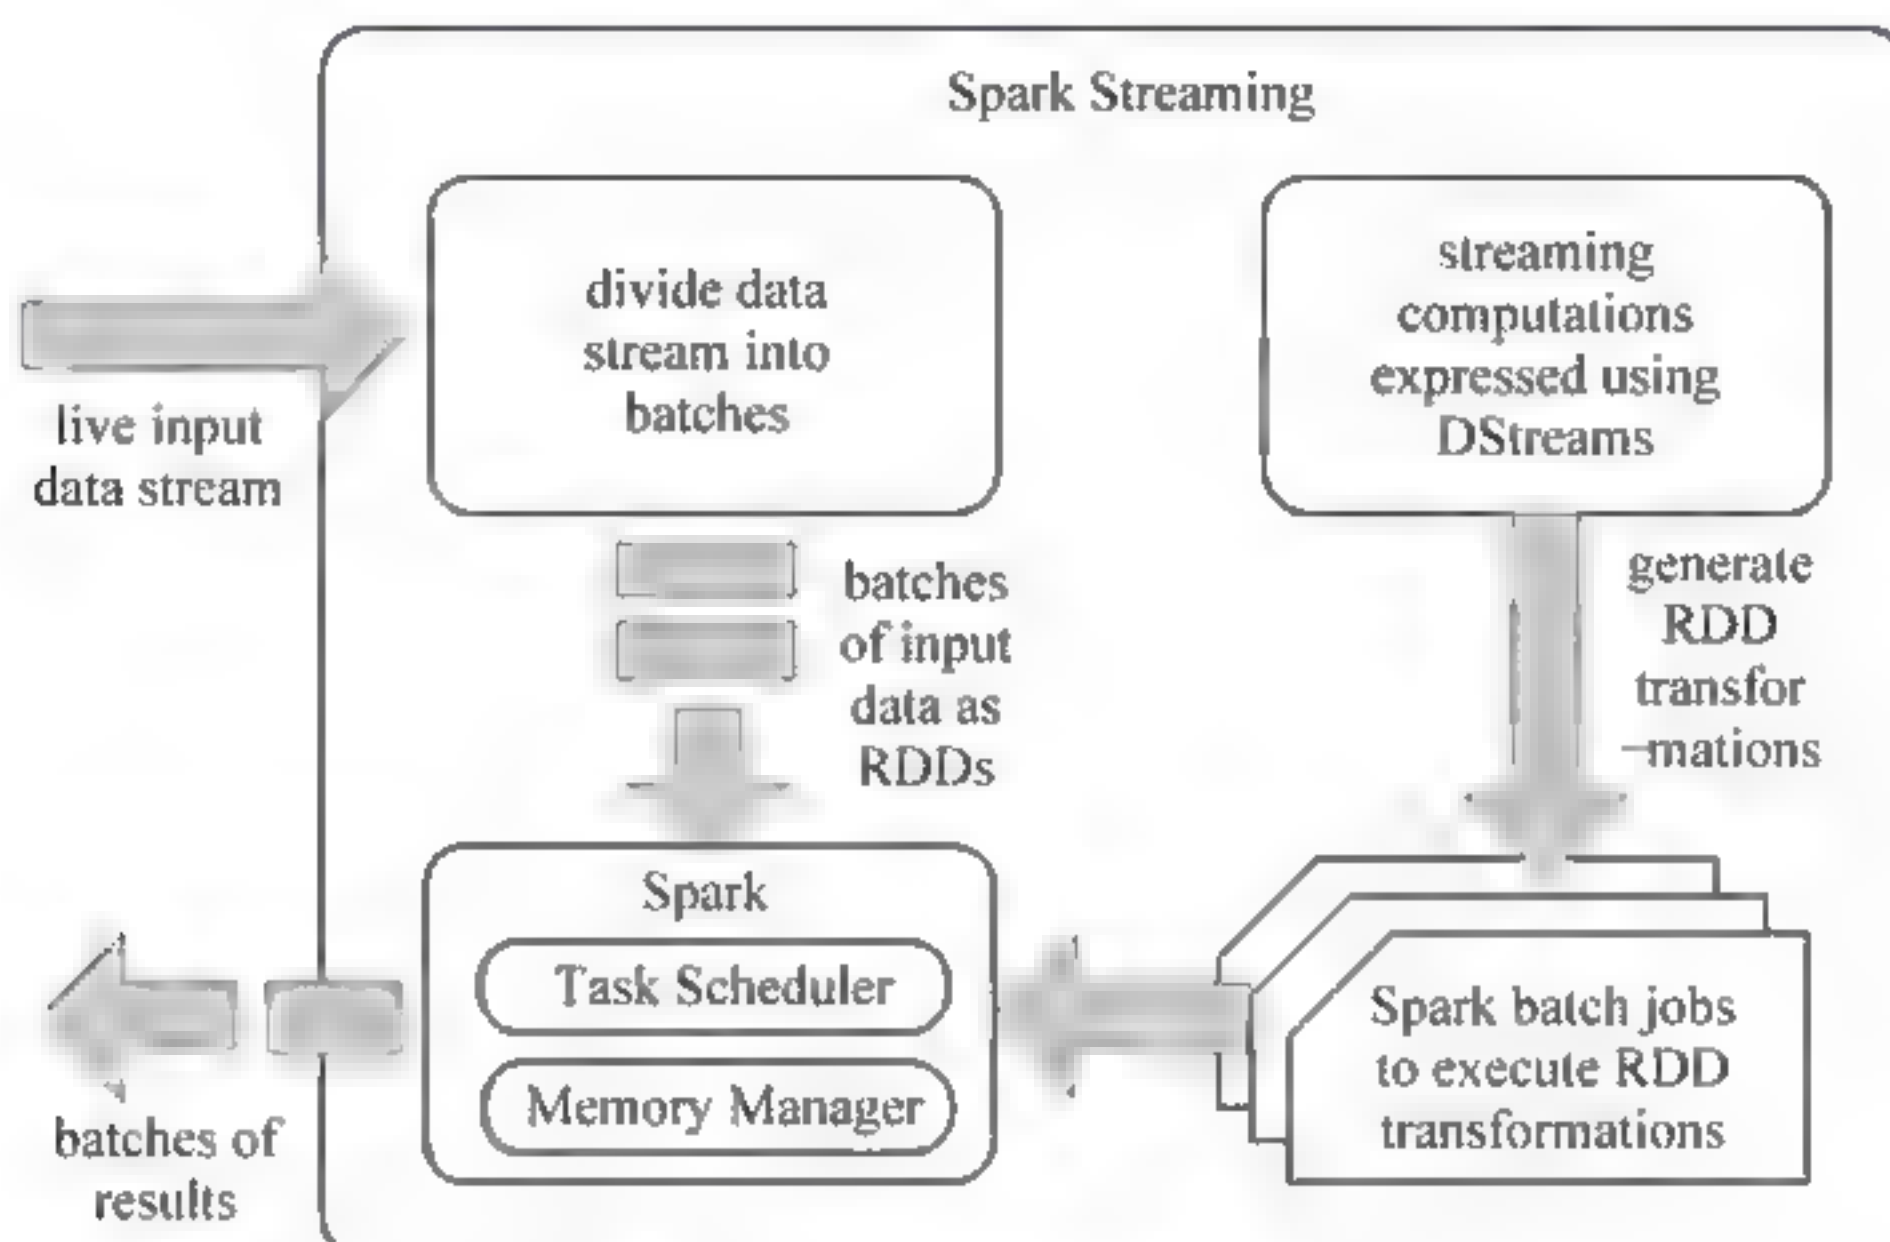 Spark Streaming
divide data
stream into
batches
streaming
computations
expressed using
DStreams
live input
data stream
batches
of input
data as
RDDs
generate
RDD
transfor
-mations
Spark
Task Scheduler
Memory Manager
Spark batch jobs
to execute RDD
transformations
batches of
results